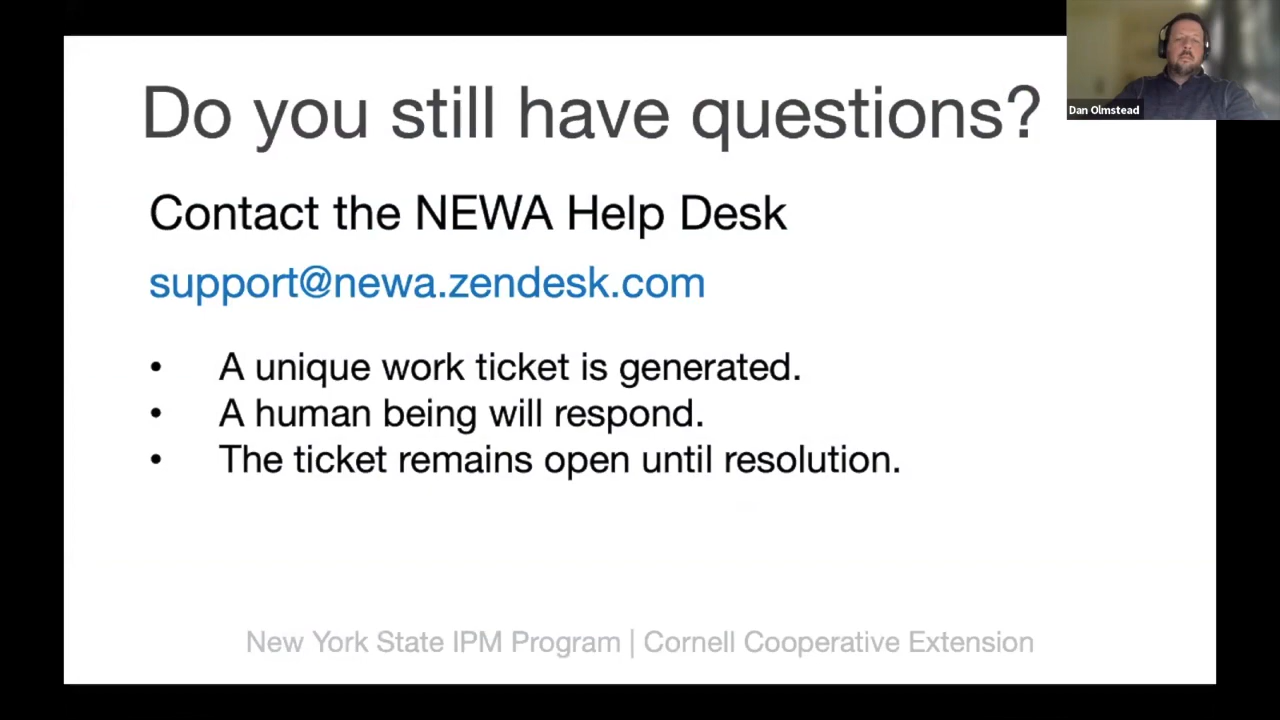 Do you still have questions?
Dan Olmstead
Contact the NEWA Help Desk
support@newa.zendesk.com
• A unique work ticket is generated.
• A human being will respond.
• The ticket remains open until resolution.
New York State IPM Program | Cornell Cooperative Extension